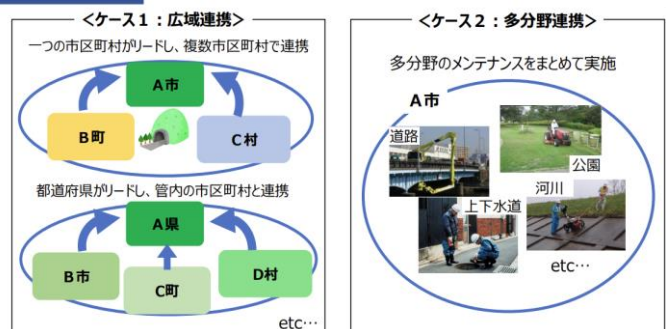 ＜ケース１：広域連携＞
一つの市区町村がリードし、複数市区町村で連携
A市
B町
C村
都道府県がリードし、管内の市区町村と連携
A県
B市
C町
D村
etc…
＜ケース２：多分野連携＞
多分野のメンテナンスをまとめて実施
A市
道路
公園
上下水道
河川
etc…